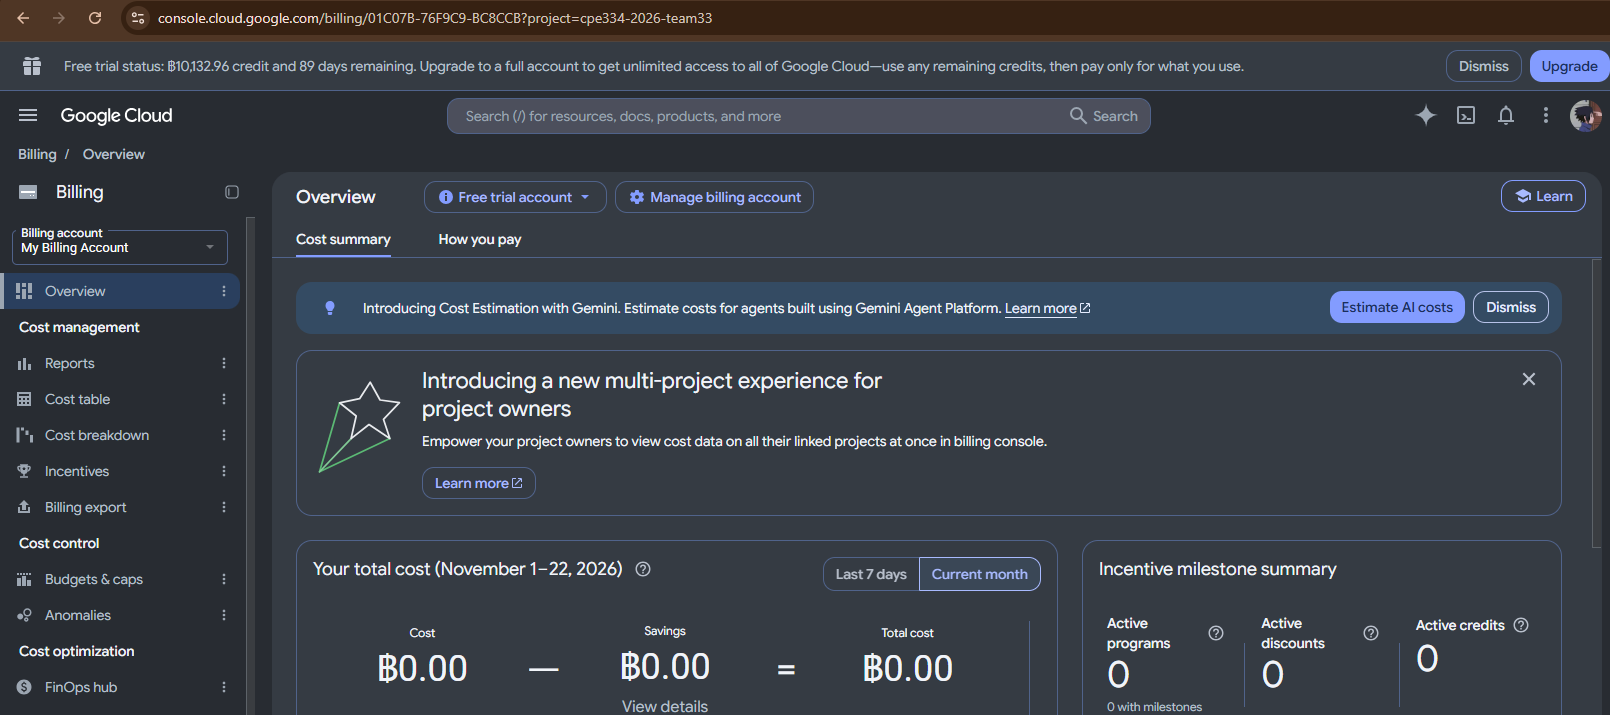 console.cloud.google.com/billing/01C07B-76F9C9-BC8CCB?project=cpe334-2026-team33
Free trial status: ฿10,132.96 credit and 89 days remaining. Upgrade to a full account to get unlimited access to all of Google Cloud—use any remaining credits, then pay only for what you use.
Dismiss
Upgrade
Google Cloud
Search (/) for resources, docs, products, and more
Search
Billing / Overview
Billing
Billing account
My Billing Account
Overview
Cost management
Reports
Cost table
Cost breakdown
Incentives
Billing export
Cost control
Budgets & caps
Anomalies
Cost optimization
FinOps hub
Overview
Free trial account
Manage billing account
Learn
Cost summary
How you pay
Introducing Cost Estimation with Gemini. Estimate costs for agents built using Gemini Agent Platform. Learn more
Estimate AI costs
Dismiss
Introducing a new multi-project experience for
project owners
Empower your project owners to view cost data on all their linked projects at once in billing console.
Learn more
Your total cost (November 1–22, 2026)
Last 7 days
Current month
Cost
฿0.00
—
Savings
฿0.00
View details
=
Total cost
฿0.00
Incentive milestone summary
Active
programs
0
0 with milestones
Active
discounts
0
Active credits
0